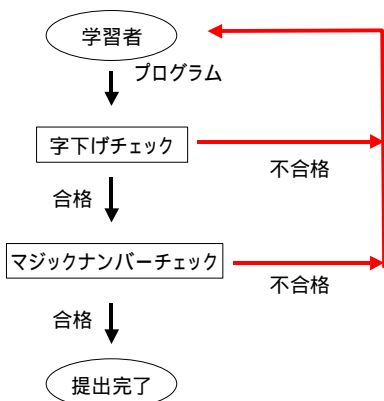 学習者
プログラム
字下げチェック
不合格
合格
マジックナンバーチェック
不合格
合格
提出完了